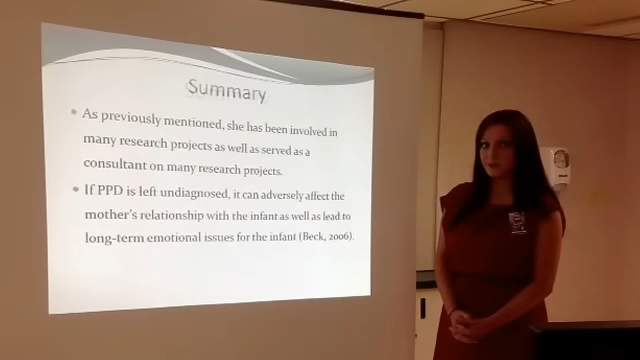 Summary
• As previously mentioned, she has been involved in
many research projects as well as served as a
consultant on many research projects.
• If PPD is left undiagnosed, it can adversely affect the
mother's relationship with the infant as well as lead to
long-term emotional issues for the infant (Beck, 2006).